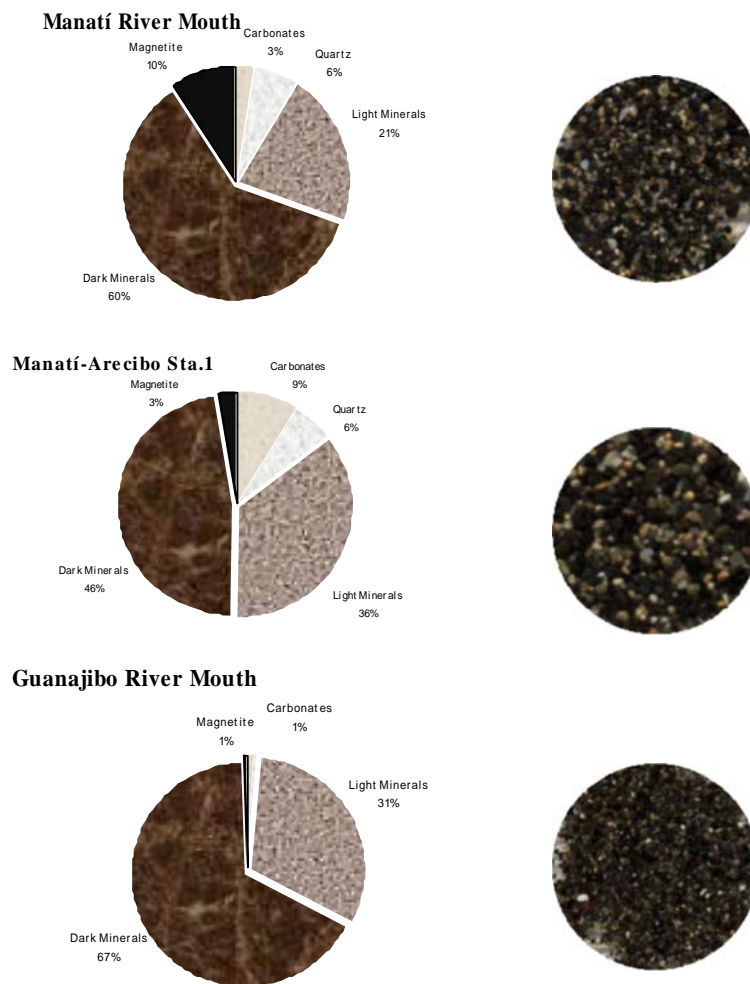 Manatí River Mouth
Carbonates
3%
Magnetite
10%
Quartz
6%
Light Minerals
21%
Dark Minerals
60%
Manatí-Arecibo Sta.1
Carbonates
9%
Magnetite
3%
Quartz
6%
Dark Minerals
46%
Light Minerals
36%
Guanajibo River Mouth
Carbonates
1%
Magnetite
1%
Light Minerals
31%
Dark Minerals
67%